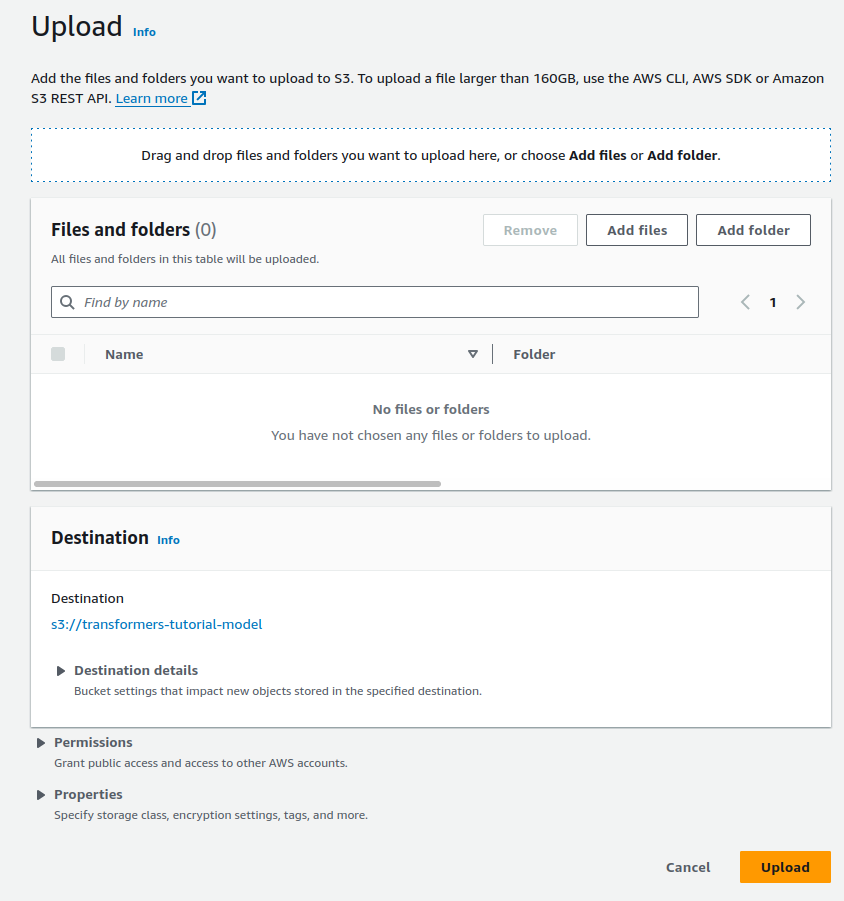 Upload Info
Add the files and folders you want to upload to S3. To upload a file larger than 160GB, use the AWS CLI, AWS SDK or Amazon
S3 REST API. Learn more
Drag and drop files and folders you want to upload here, or choose Add files or Add folder.
Files and folders (0)
Remove
Add files
Add folder
All files and folders in this table will be uploaded.
Find by name
1
Name
Folder
No files or folders
You have not chosen any files or folders to upload.
Destination Info
Destination
s3://transformers-tutorial-model
Destination details
Bucket settings that impact new objects stored in the specified destination.
Permissions
Grant public access and access to other AWS accounts.
Properties
Specify storage class, encryption settings, tags, and more.
Cancel
Upload